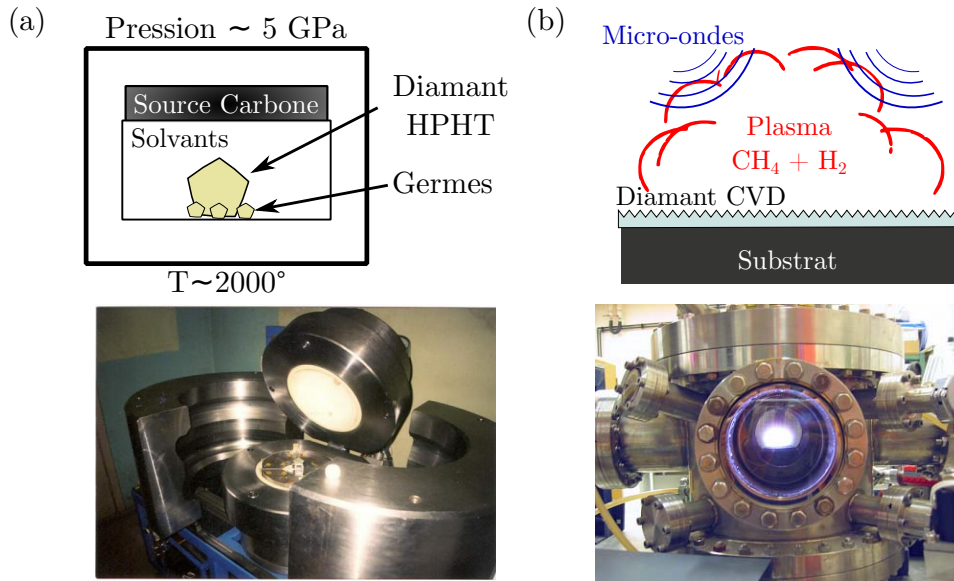 (a)
Pression ~ 5 GPa
Source Carbone
Solvants
Diamant
HPHT
Germes
T~2000°
(b)
Micro-ondes
Plasma
CH₄ + H₂
Diamant CVD
Substrat